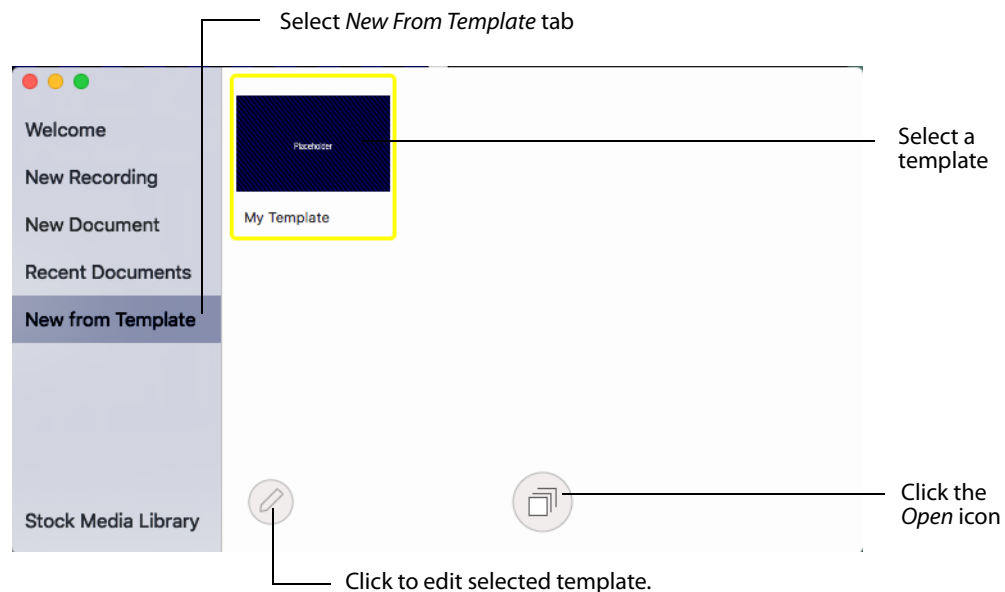 Select New From Template tab
Welcome
New Recording
New Document
Recent Documents
New from Template
Stock Media Library
Placeholder
My Template
Select a
template
Click the
Open icon
Click to edit selected template.